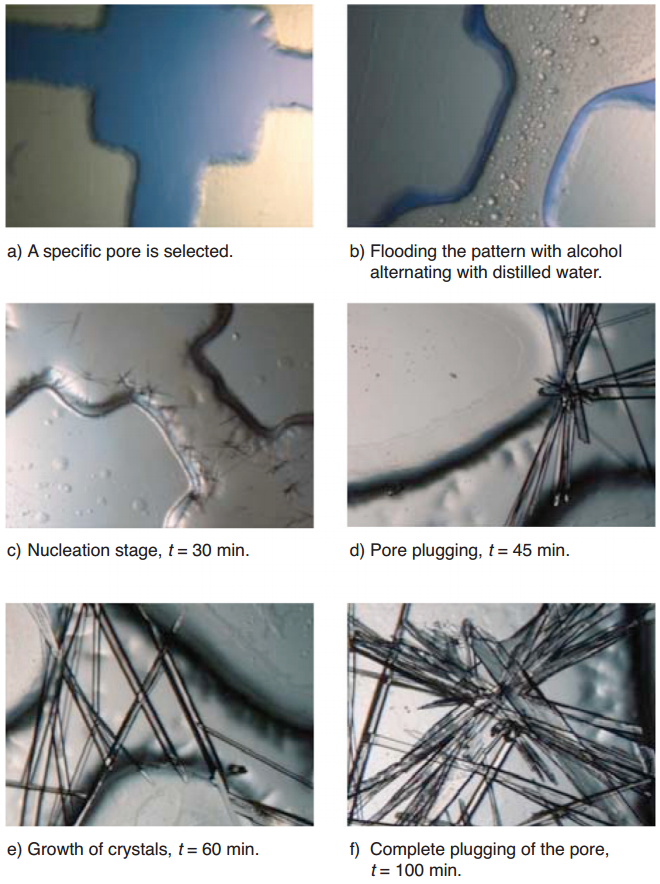 a) A specific pore is selected.
b) Flooding the pattern with alcohol
alternating with distilled water.
c) Nucleation stage, t = 30 min.
d) Pore plugging, t = 45 min.
e) Growth of crystals, t = 60 min.
f) Complete plugging of the pore,
t = 100 min.